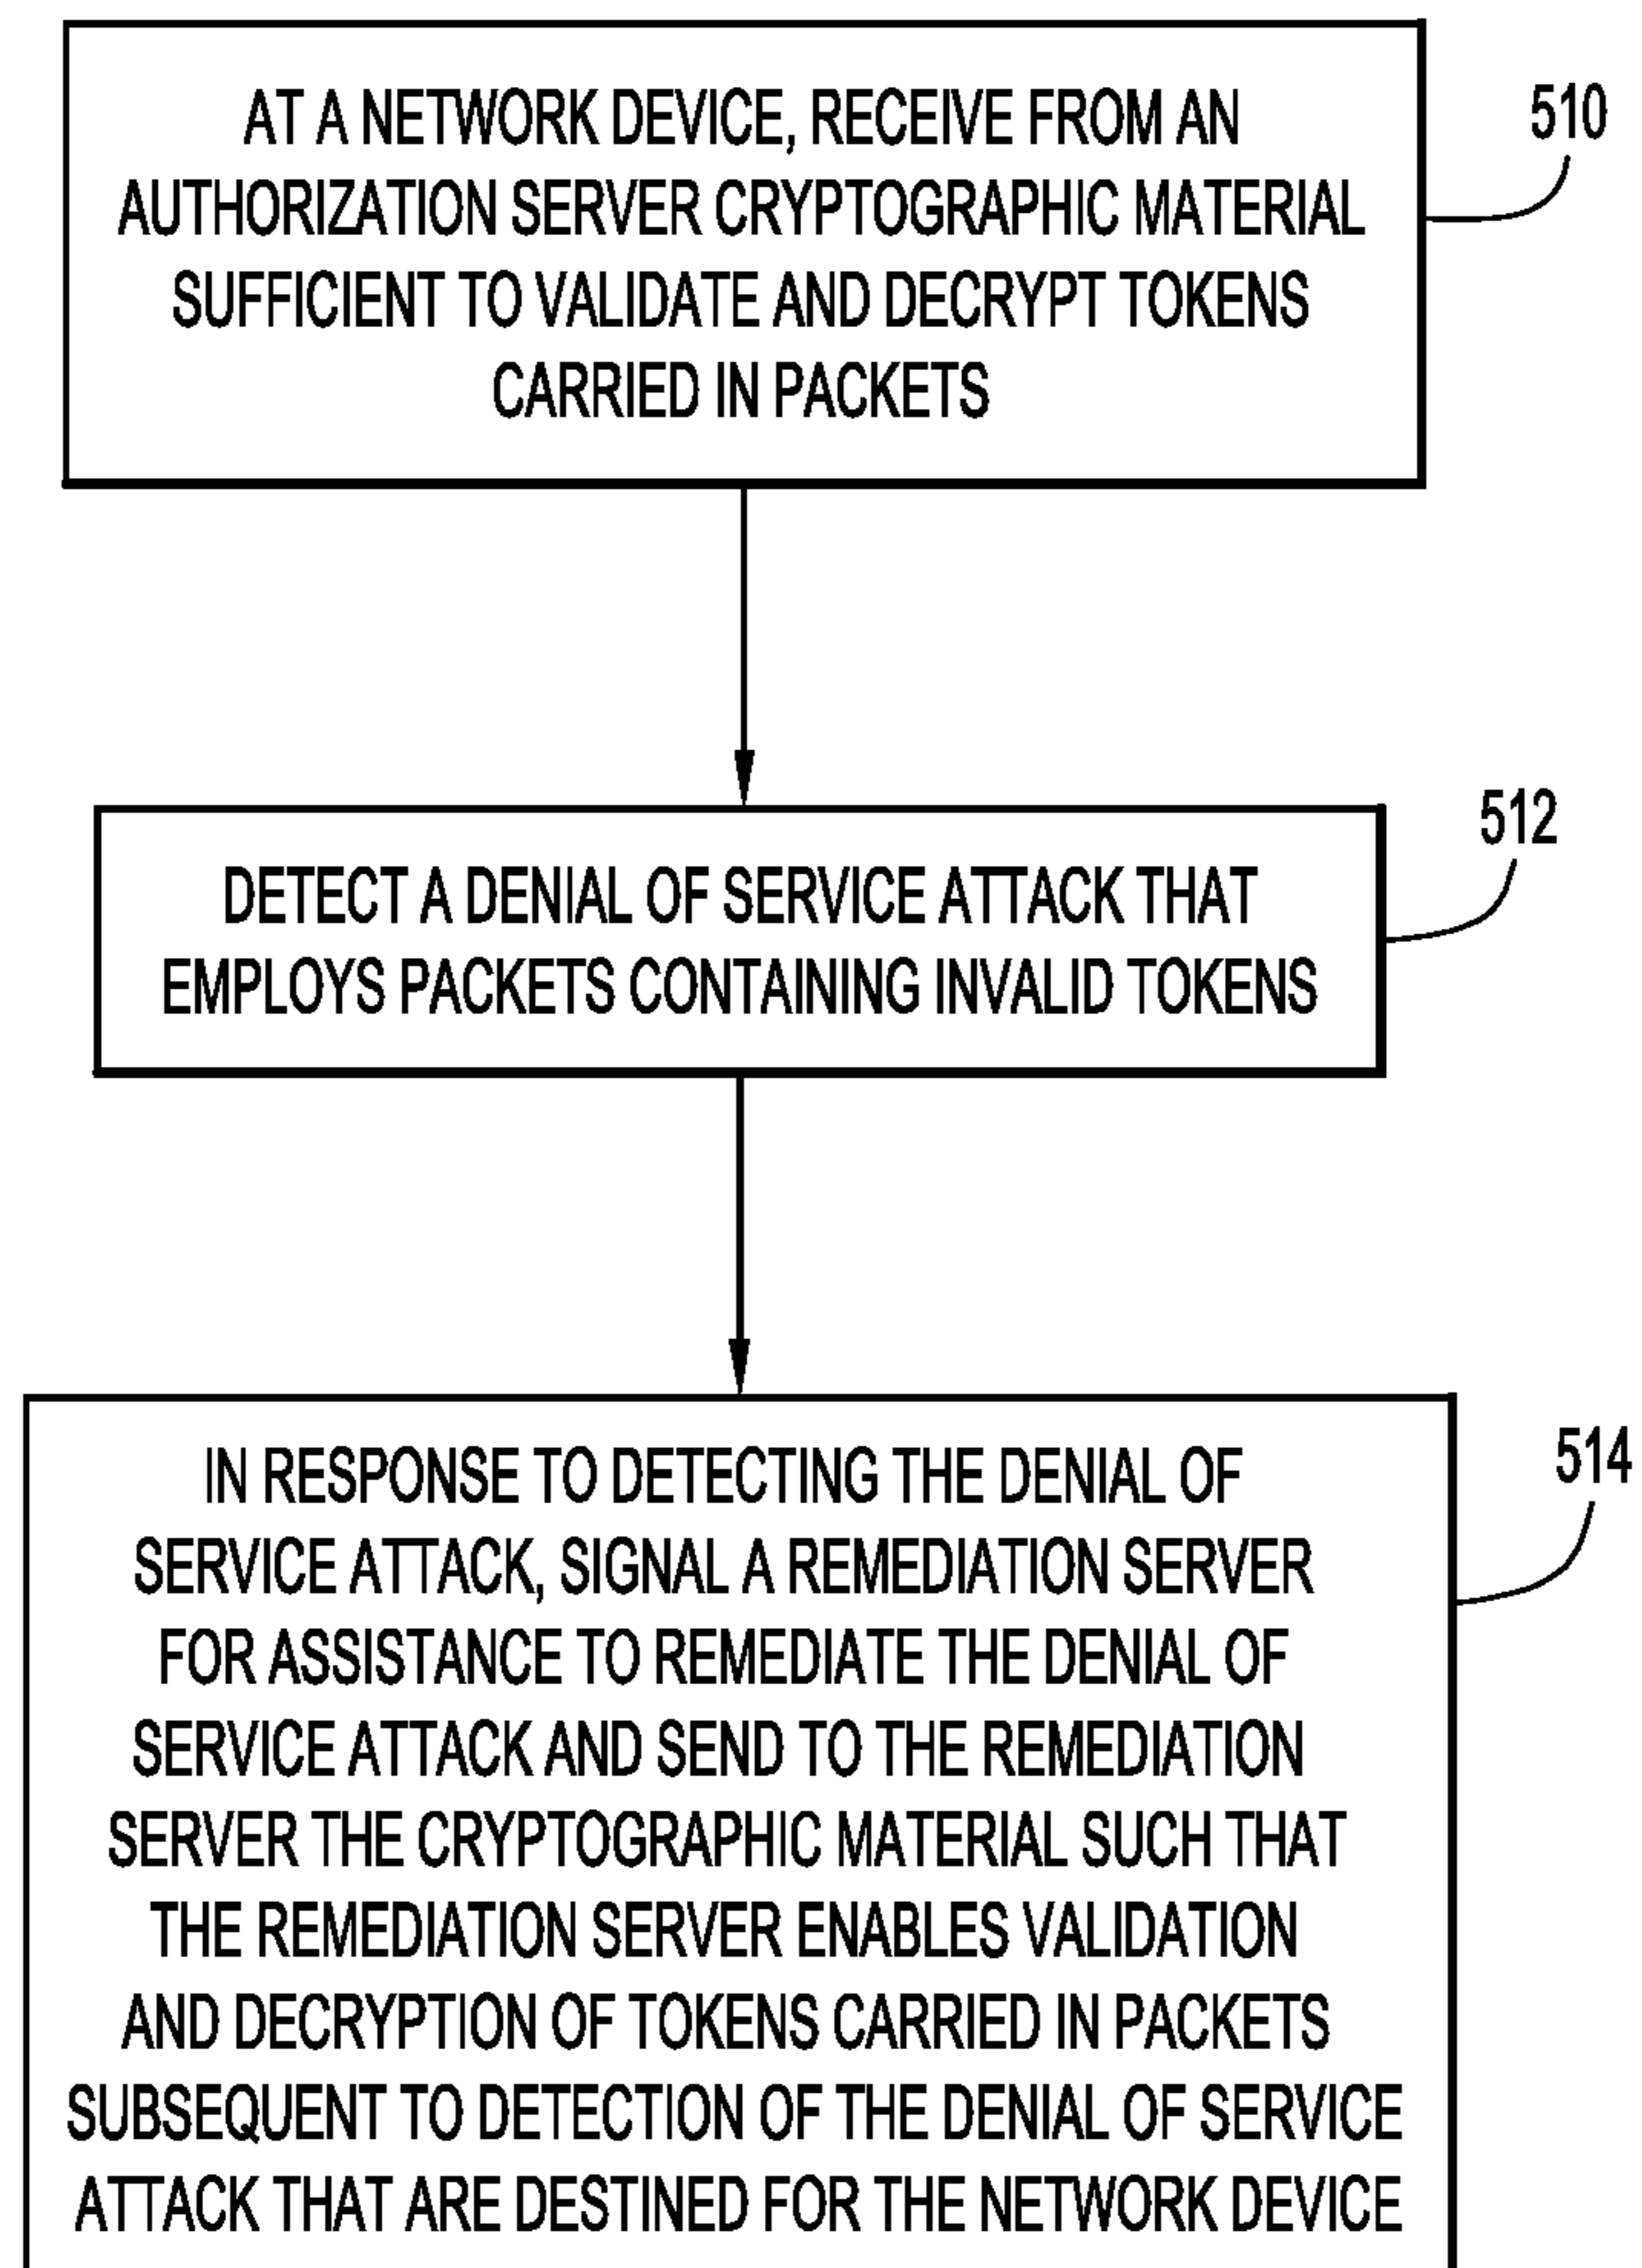 AT A NETWORK DEVICE, RECEIVE FROM AN
AUTHORIZATION SERVER CRYPTOGRAPHIC MATERIAL
SUFFICIENT TO VALIDATE AND DECRYPT TOKENS
CARRIED IN PACKETS
510
DETECT A DENIAL OF SERVICE ATTACK THAT
EMPLOYS PACKETS CONTAINING INVALID TOKENS
512
IN RESPONSE TO DETECTING THE DENIAL OF
SERVICE ATTACK, SIGNAL A REMEDIATION SERVER
FOR ASSISTANCE TO REMEDIATE THE DENIAL OF
SERVICE ATTACK AND SEND TO THE REMEDIATION
SERVER THE CRYPTOGRAPHIC MATERIAL SUCH THAT
THE REMEDIATION SERVER ENABLES VALIDATION
AND DECRYPTION OF TOKENS CARRIED IN PACKETS
SUBSEQUENT TO DETECTION OF THE DENIAL OF SERVICE
ATTACK THAT ARE DESTINED FOR THE NETWORK DEVICE
514